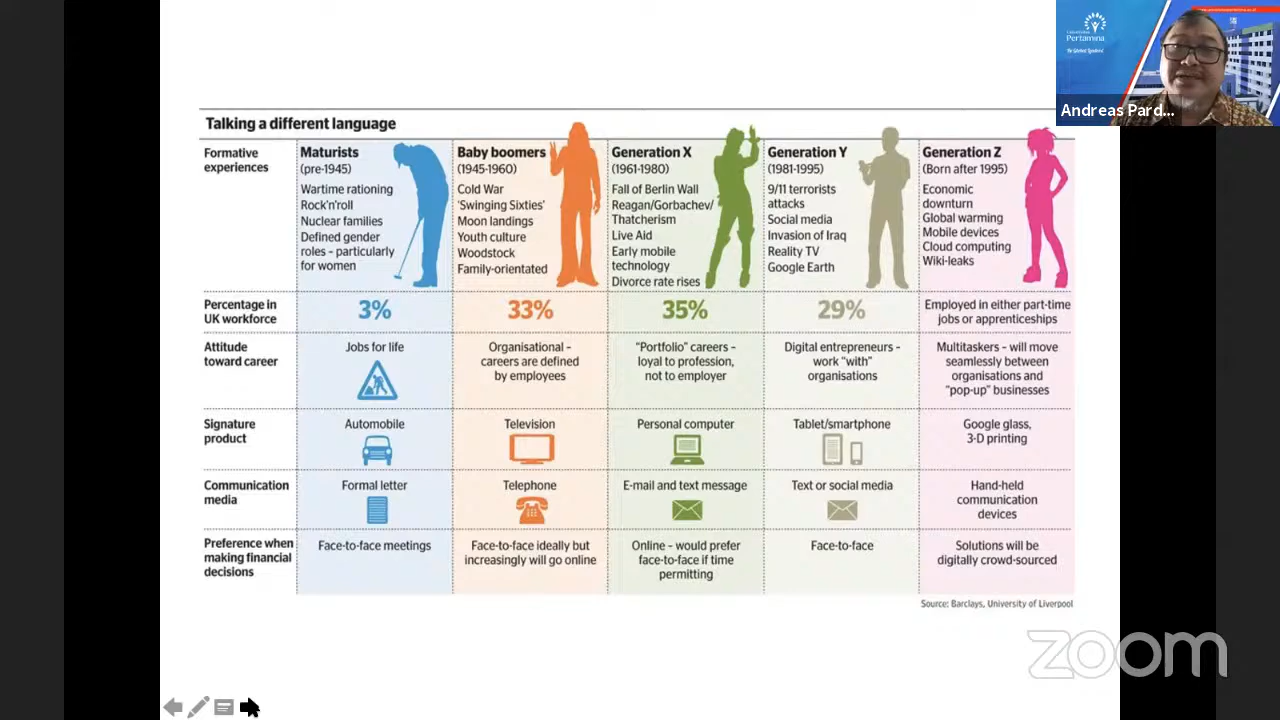 Universitas
Pertamina
Andreas Pard...
Talking a different language
Formative
experiences
Maturists
(pre-1945)
Wartime rationing
Rock'n'roll
Nuclear families
Defined gender
roles – particularly
for women
Baby boomers
(1945-1960)
Cold War
'Swinging Sixties'
Moon landings
Youth culture
Woodstock
Family-orientated
Generation X
(1961-1980)
Fall of Berlin Wall
Reagan/Gorbachev/
Thatcherism
Live Aid
Early mobile
technology
Divorce rate rises
Generation Y
(1981-1995)
9/11 terrorists
attacks
Social media
Invasion of Iraq
Reality TV
Google Earth
Generation Z
(Born after 1995)
Economic
downturn
Global warming
Mobile devices
Cloud computing
Wiki-leaks
Percentage in
UK workforce
3%
33%
35%
29%
Employed in either part-time
jobs or apprenticeships
Attitude
toward career
Jobs for life
Organisational –
careers are defined
by employees
"Portfolio" careers –
loyal to profession,
not to employer
Digital entrepreneurs –
work "with"
organisations
Multitaskers – will move
seamlessly between
organisations and
"pop-up" businesses
Signature
product
Automobile
Television
Personal computer
Tablet/smartphone
Google glass,
3-D printing
Communication
media
Formal letter
Telephone
E-mail and text message
Text or social media
Hand-held
communication
devices
Preference when
making financial
decisions
Face-to-face meetings
Face-to-face ideally but
increasingly will go online
Online – would prefer
face-to-face if time
permitting
Face-to-face
Solutions will be
digitally crowd-sourced
Source: Barclays, University of Liverpool
zoom